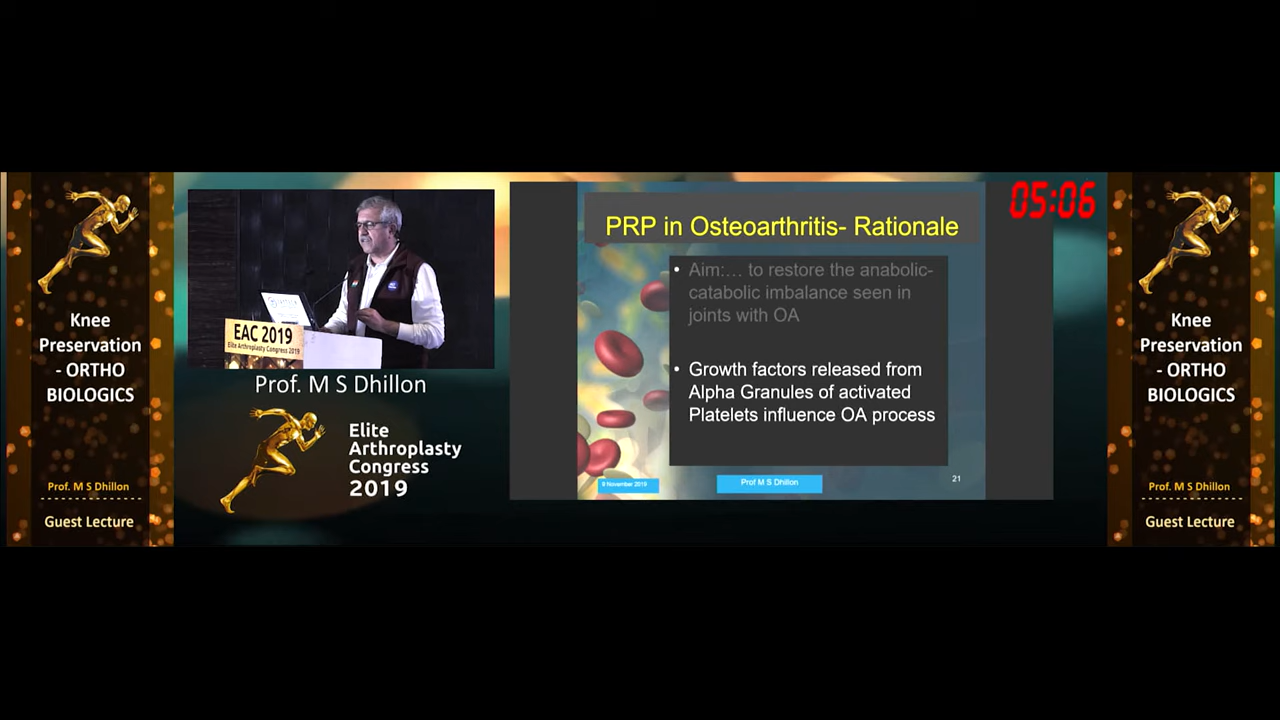 Knee
Preservation
- ORTHO
BIOLOGICS
Prof. M S Dhillon
Guest Lecture
EAC 2019
Elite Arthroplasty Congress 2019
Prof. M S Dhillon
Elite
Arthroplasty
Congress
2019
PRP in Osteoarthritis- Rationale
• Aim:... to restore the anabolic-
catabolic imbalance seen in
joints with OA
• Growth factors released from
Alpha Granules of activated
Platelets influence OA process
9 November 2019
Prof M S Dhillon
21
05:06
Knee
Preservation
- ORTHO
BIOLOGICS
Prof. M S Dhillon
Guest Lecture